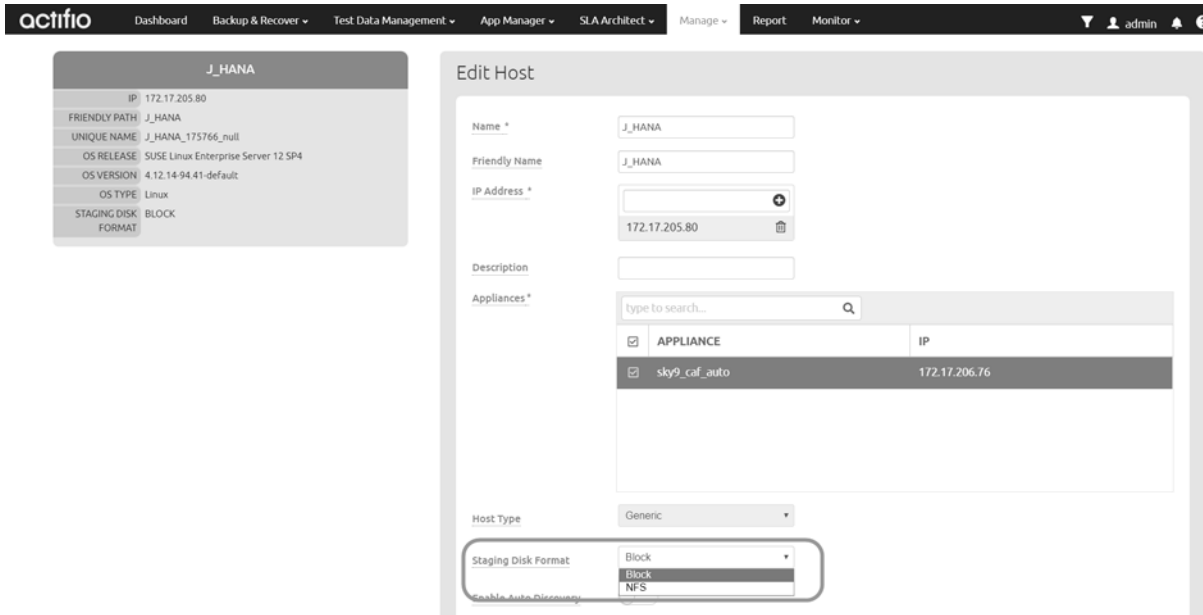 actifio Dashboard Backup & Recover Test Data Management App Manager SLA Architect Manage Report Monitor admin
J_HANA
IP 172.17.205.80
FRIENDLY PATH J_HANA
UNIQUE NAME J_HANA_175766_null
OS RELEASE SUSE Linux Enterprise Server 12 SP4
OS VERSION 4.12.14-94.41-default
OS TYPE Linux
STAGING DISK BLOCK
FORMAT
Edit Host
Name * J_HANA
Friendly Name J_HANA
IP Address *
172.17.205.80
Description
Appliances *
type to search...
APPLIANCE IP
sky9_caf_auto 172.17.206.76
Host Type Generic
Staging Disk Format Block
Block
NFS
Enable Auto Discovery